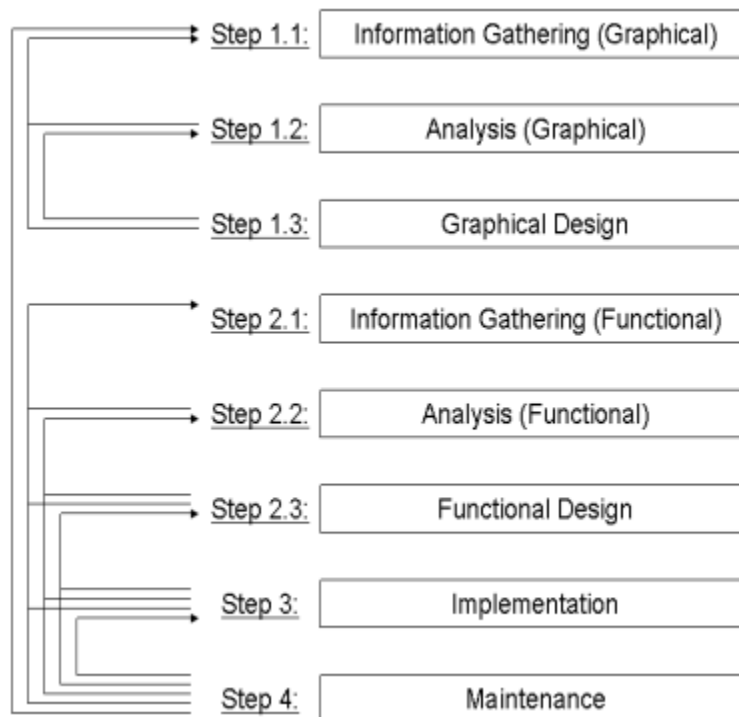 Step 1.1: Information Gathering (Graphical)
Step 1.2: Analysis (Graphical)
Step 1.3: Graphical Design
Step 2.1: Information Gathering (Functional)
Step 2.2: Analysis (Functional)
Step 2.3: Functional Design
Step 3: Implementation
Step 4: Maintenance